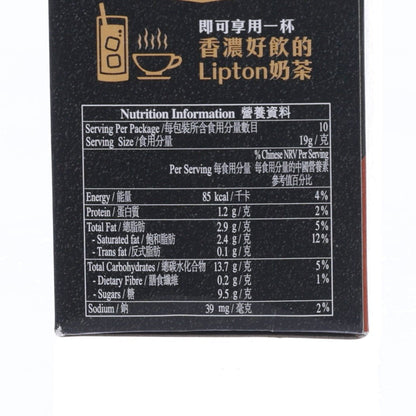 即可享用一杯
香濃好飲的
Lipton奶茶
Nutrition Information 營養資料
Serving Per Package /每包裝所含食用分量數目 10
Serving Size /食用分量 19g/克
Per Serving 每食用分量
% Chinese NRV Per Serving
每食用分量的中國營養素
參考值百分比
Energy / 能量 85 kcal / 千卡 4%
Protein / 蛋白質 1.2 g / 克 2%
Total Fat / 總脂肪 2.9 g / 克 5%
- Saturated fat / 飽和脂肪 2.4 g / 克 12%
- Trans fat /反式脂肪 0.1 g / 克
Total Carbohydrates / 總碳水化合物 13.7 g / 克 5%
- Dietary Fibre / 膳食纖維 0.2 g / 克 1%
- Sugars / 糖 9.5 g / 克
Sodium / 鈉 39 mg / 毫克 2%